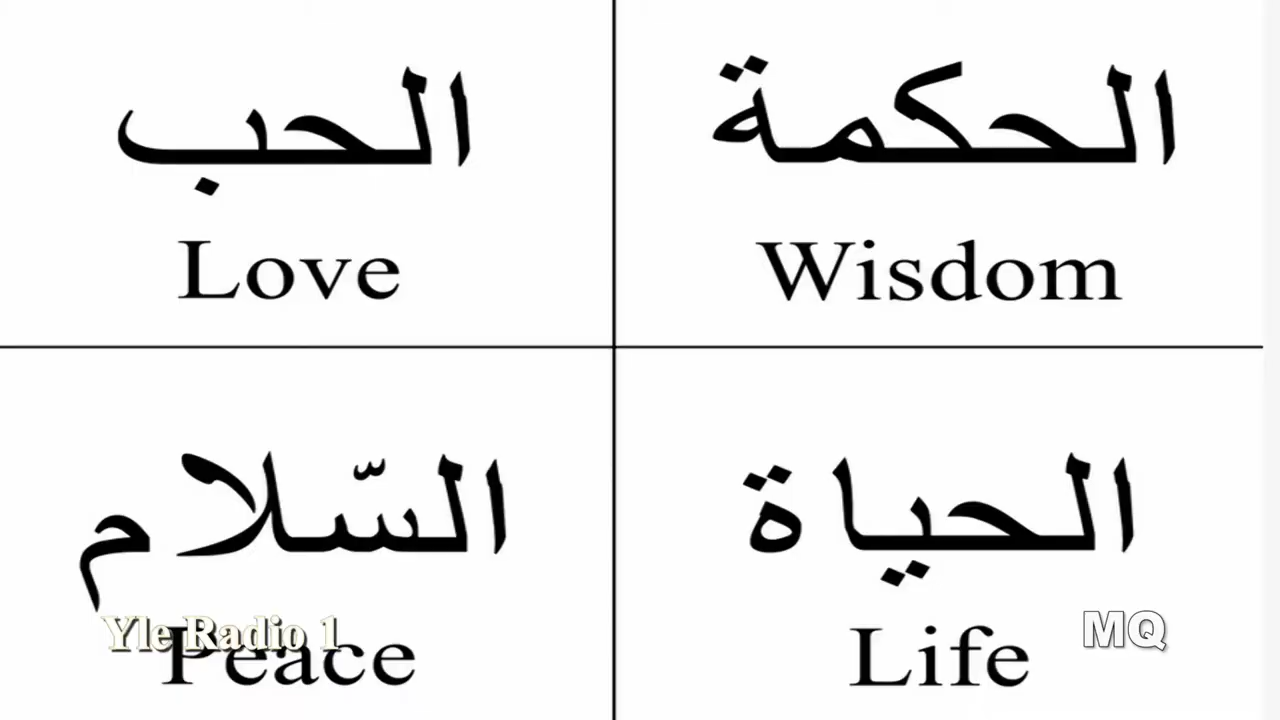 الحب
Love
الحكمة
Wisdom
السّلام
Peace
الحياة
Life
Yle Radio 1
MQ